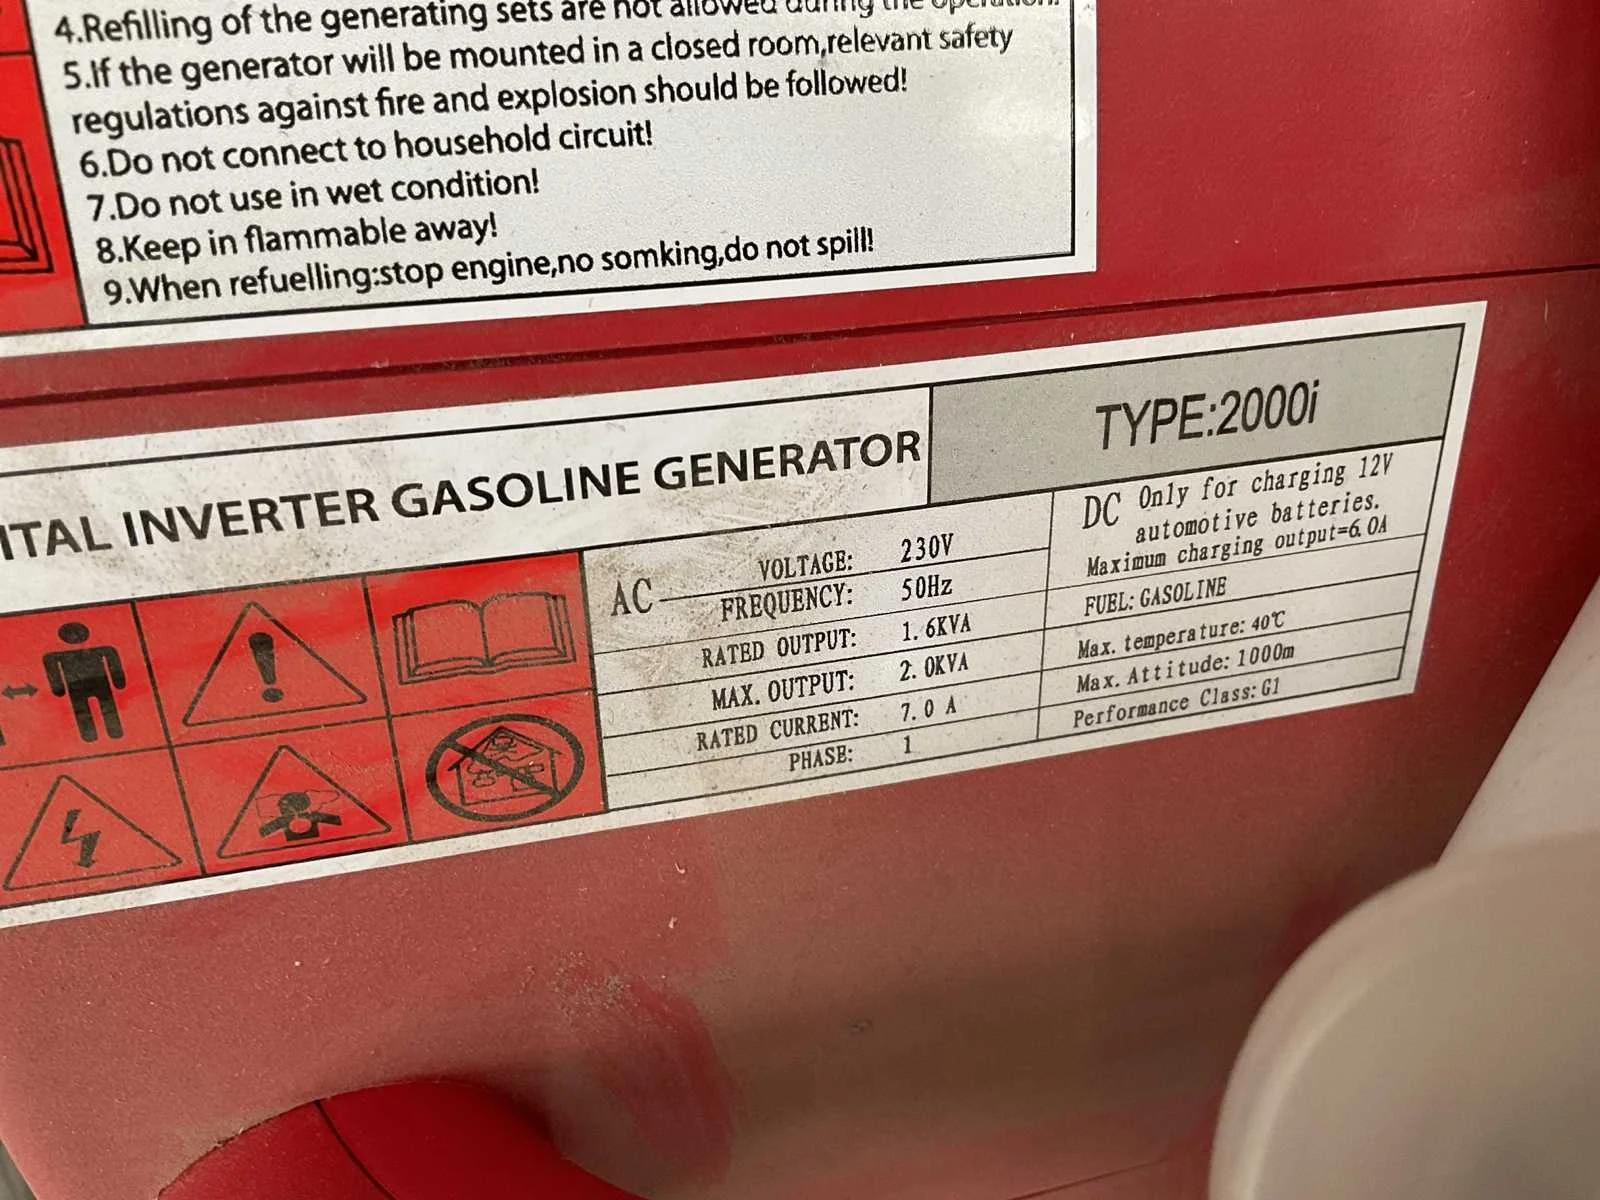 4.Refilling of the generating sets are not allowed during the operation.
5.If the generator will be mounted in a closed room,relevant safety
regulations against fire and explosion should be followed!
6.Do not connect to household circuit!
7.Do not use in wet condition!
8.Keep in flammable away!
9.When refuelling:stop engine,no somking,do not spill!
ITAL INVERTER GASOLINE GENERATOR
TYPE:2000i
AC
VOLTAGE: 230V
FREQUENCY: 50Hz
RATED OUTPUT: 1.6KVA
MAX. OUTPUT: 2.0KVA
RATED CURRENT: 7.0 A
PHASE: 1
DC Only for charging 12V
automotive batteries.
Maximum charging output=6.0A
FUEL: GASOLINE
Max. temperature: 40℃
Max. Attitude: 1000m
Performance Class: G1